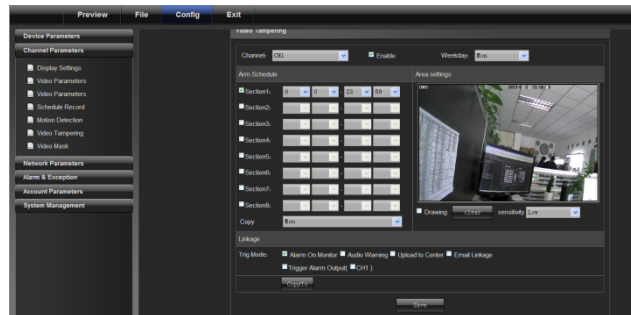 Preview File Config Exit
Device Parameters
Channel Parameters
Display Settings
Video Parameters
Video Parameters
Schedule Record
Motion Detection
Video Tampering
Video Mask
Network Parameters
Alarm & Exception
Account Parameters
System Management
Video Tampering
Channel: CH1 Enable Weekday: Mon
Arm Schedule
Section1: 0 0 - 23 59
Section2:
Section3:
Section4:
Section5:
Section6:
Section7:
Section8:
Copy Mon
Area settings
CH1
Drawing clear sensitivity Low
Linkage
Trig Mode: Alarm On Monitor Audio Warning Upload to Center Email Linkage
Trigger Alarm Output( CH1 )
CopyTo
Save